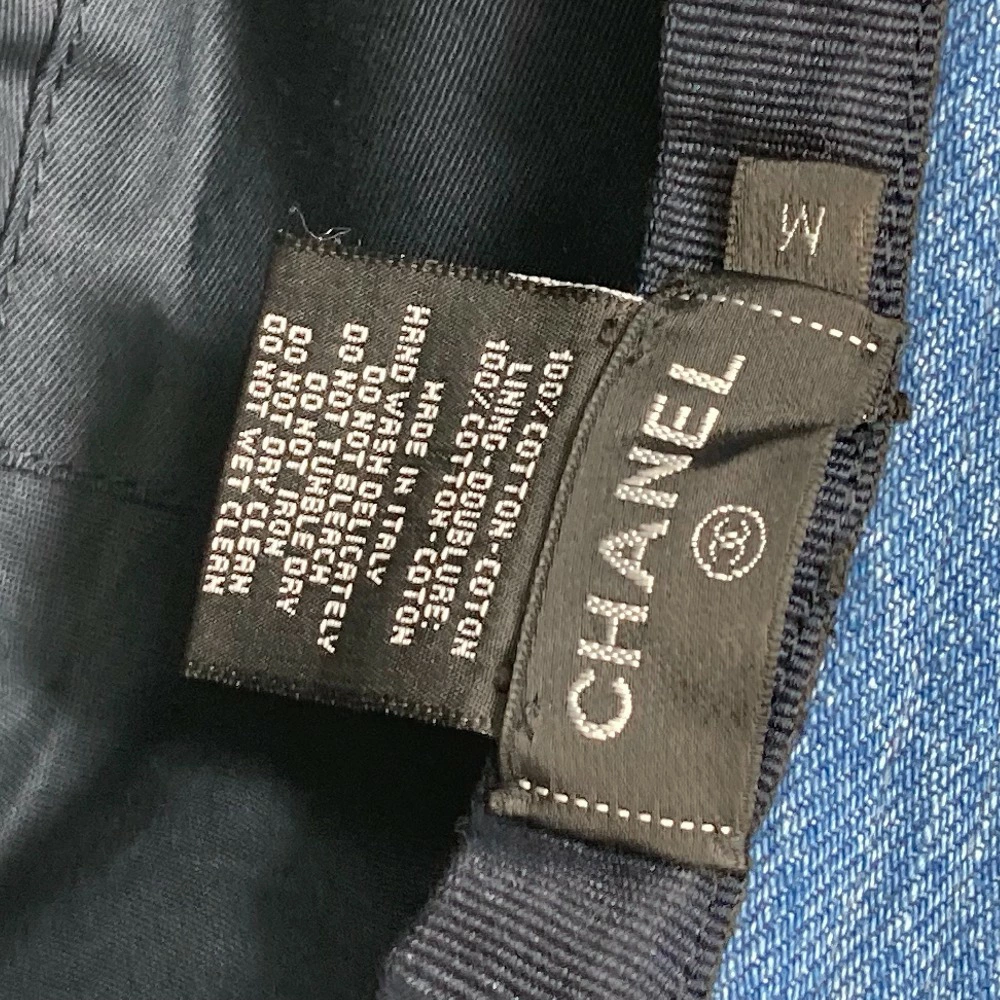 M
CHANEL
100%COTTON-COTON
LINING-DOUBLURE:
100%COTTON-COTON
MADE IN ITALY
HAND WASH DELICATELY
DO NOT BLEACH
DO NOT TUMBLE DRY
DO NOT IRON
DO NOT DRY CLEAN
DO NOT WET CLEAN